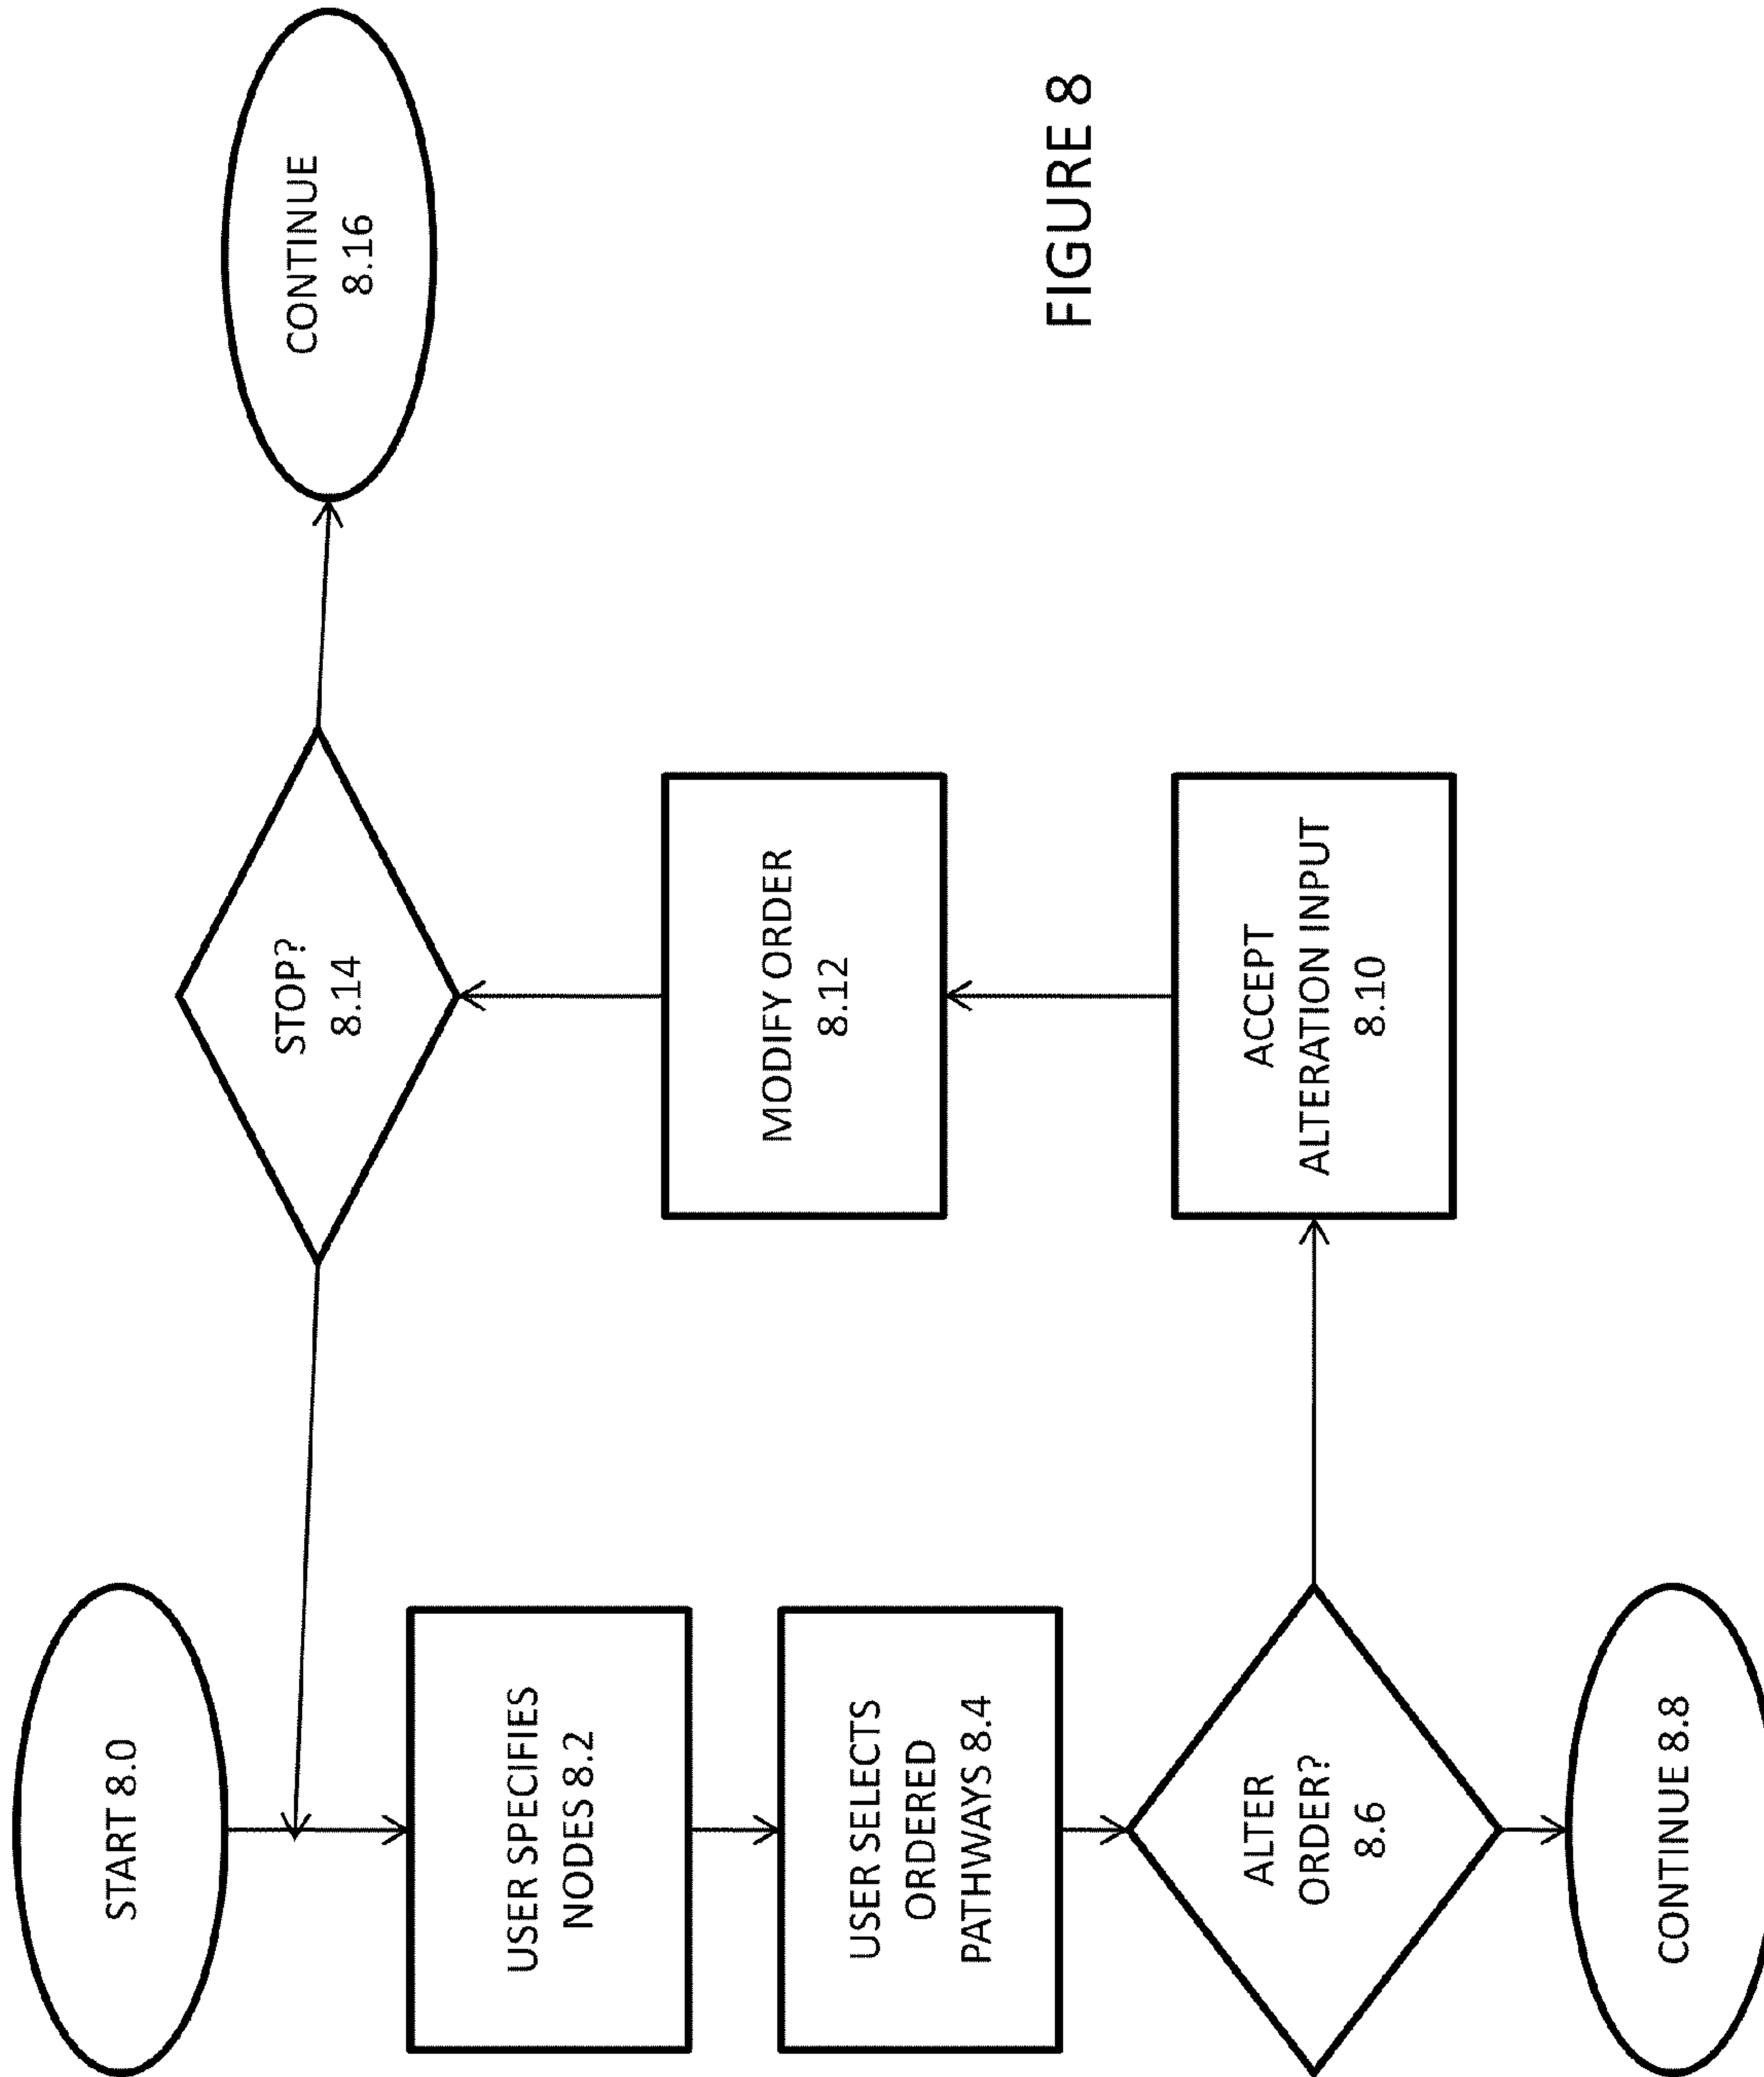 START 8.0
USER SPECIFIES
NODES 8.2
USER SELECTS
ORDERED
PATHWAYS 8.4
ALTER
ORDER?
8.6
CONTINUE 8.8
ACCEPT
ALTERATION INPUT
8.10
MODIFY ORDER
8.12
STOP?
8.14
CONTINUE
8.16
FIGURE 8